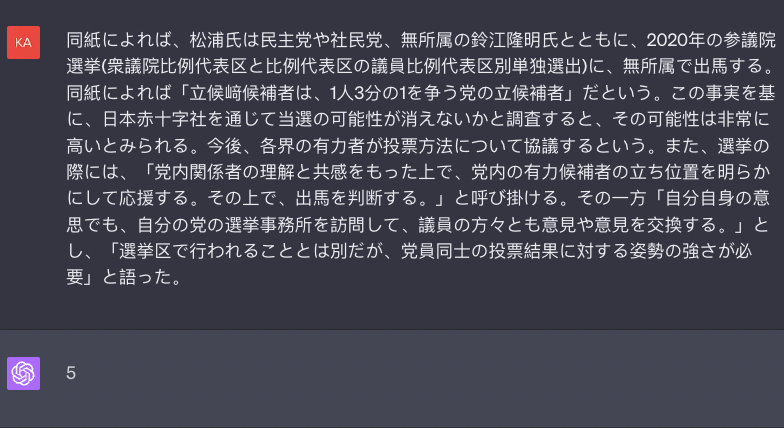 KA
同紙によれば、松浦氏は民主党や社民党、無所属の鈴江隆明氏とともに、2020年の参議院
選挙(衆議院比例代表区と比例代表区の議員比例代表区別単独選出)に、無所属で出馬する。
同紙によれば「立候﨑候補者は、1人3分の1を争う党の立候補者」だという。この事実を基
に、日本赤十字社を通じて当選の可能性が消えないかと調査すると、その可能性は非常に
高いとみられる。今後、各界の有力者が投票方法について協議するという。また、選挙の
際には、「党内関係者の理解と共感をもった上で、党内の有力候補者の立ち位置を明らか
にして応援する。その上で、出馬を判断する。」と呼び掛ける。その一方「自分自身の意
思でも、自分の党の選挙事務所を訪問して、議員の方々とも意見や意見を交換する。」と
し、「選挙区で行われることとは別だが、党員同士の投票結果に対する姿勢の強さが必
要」と語った。
5